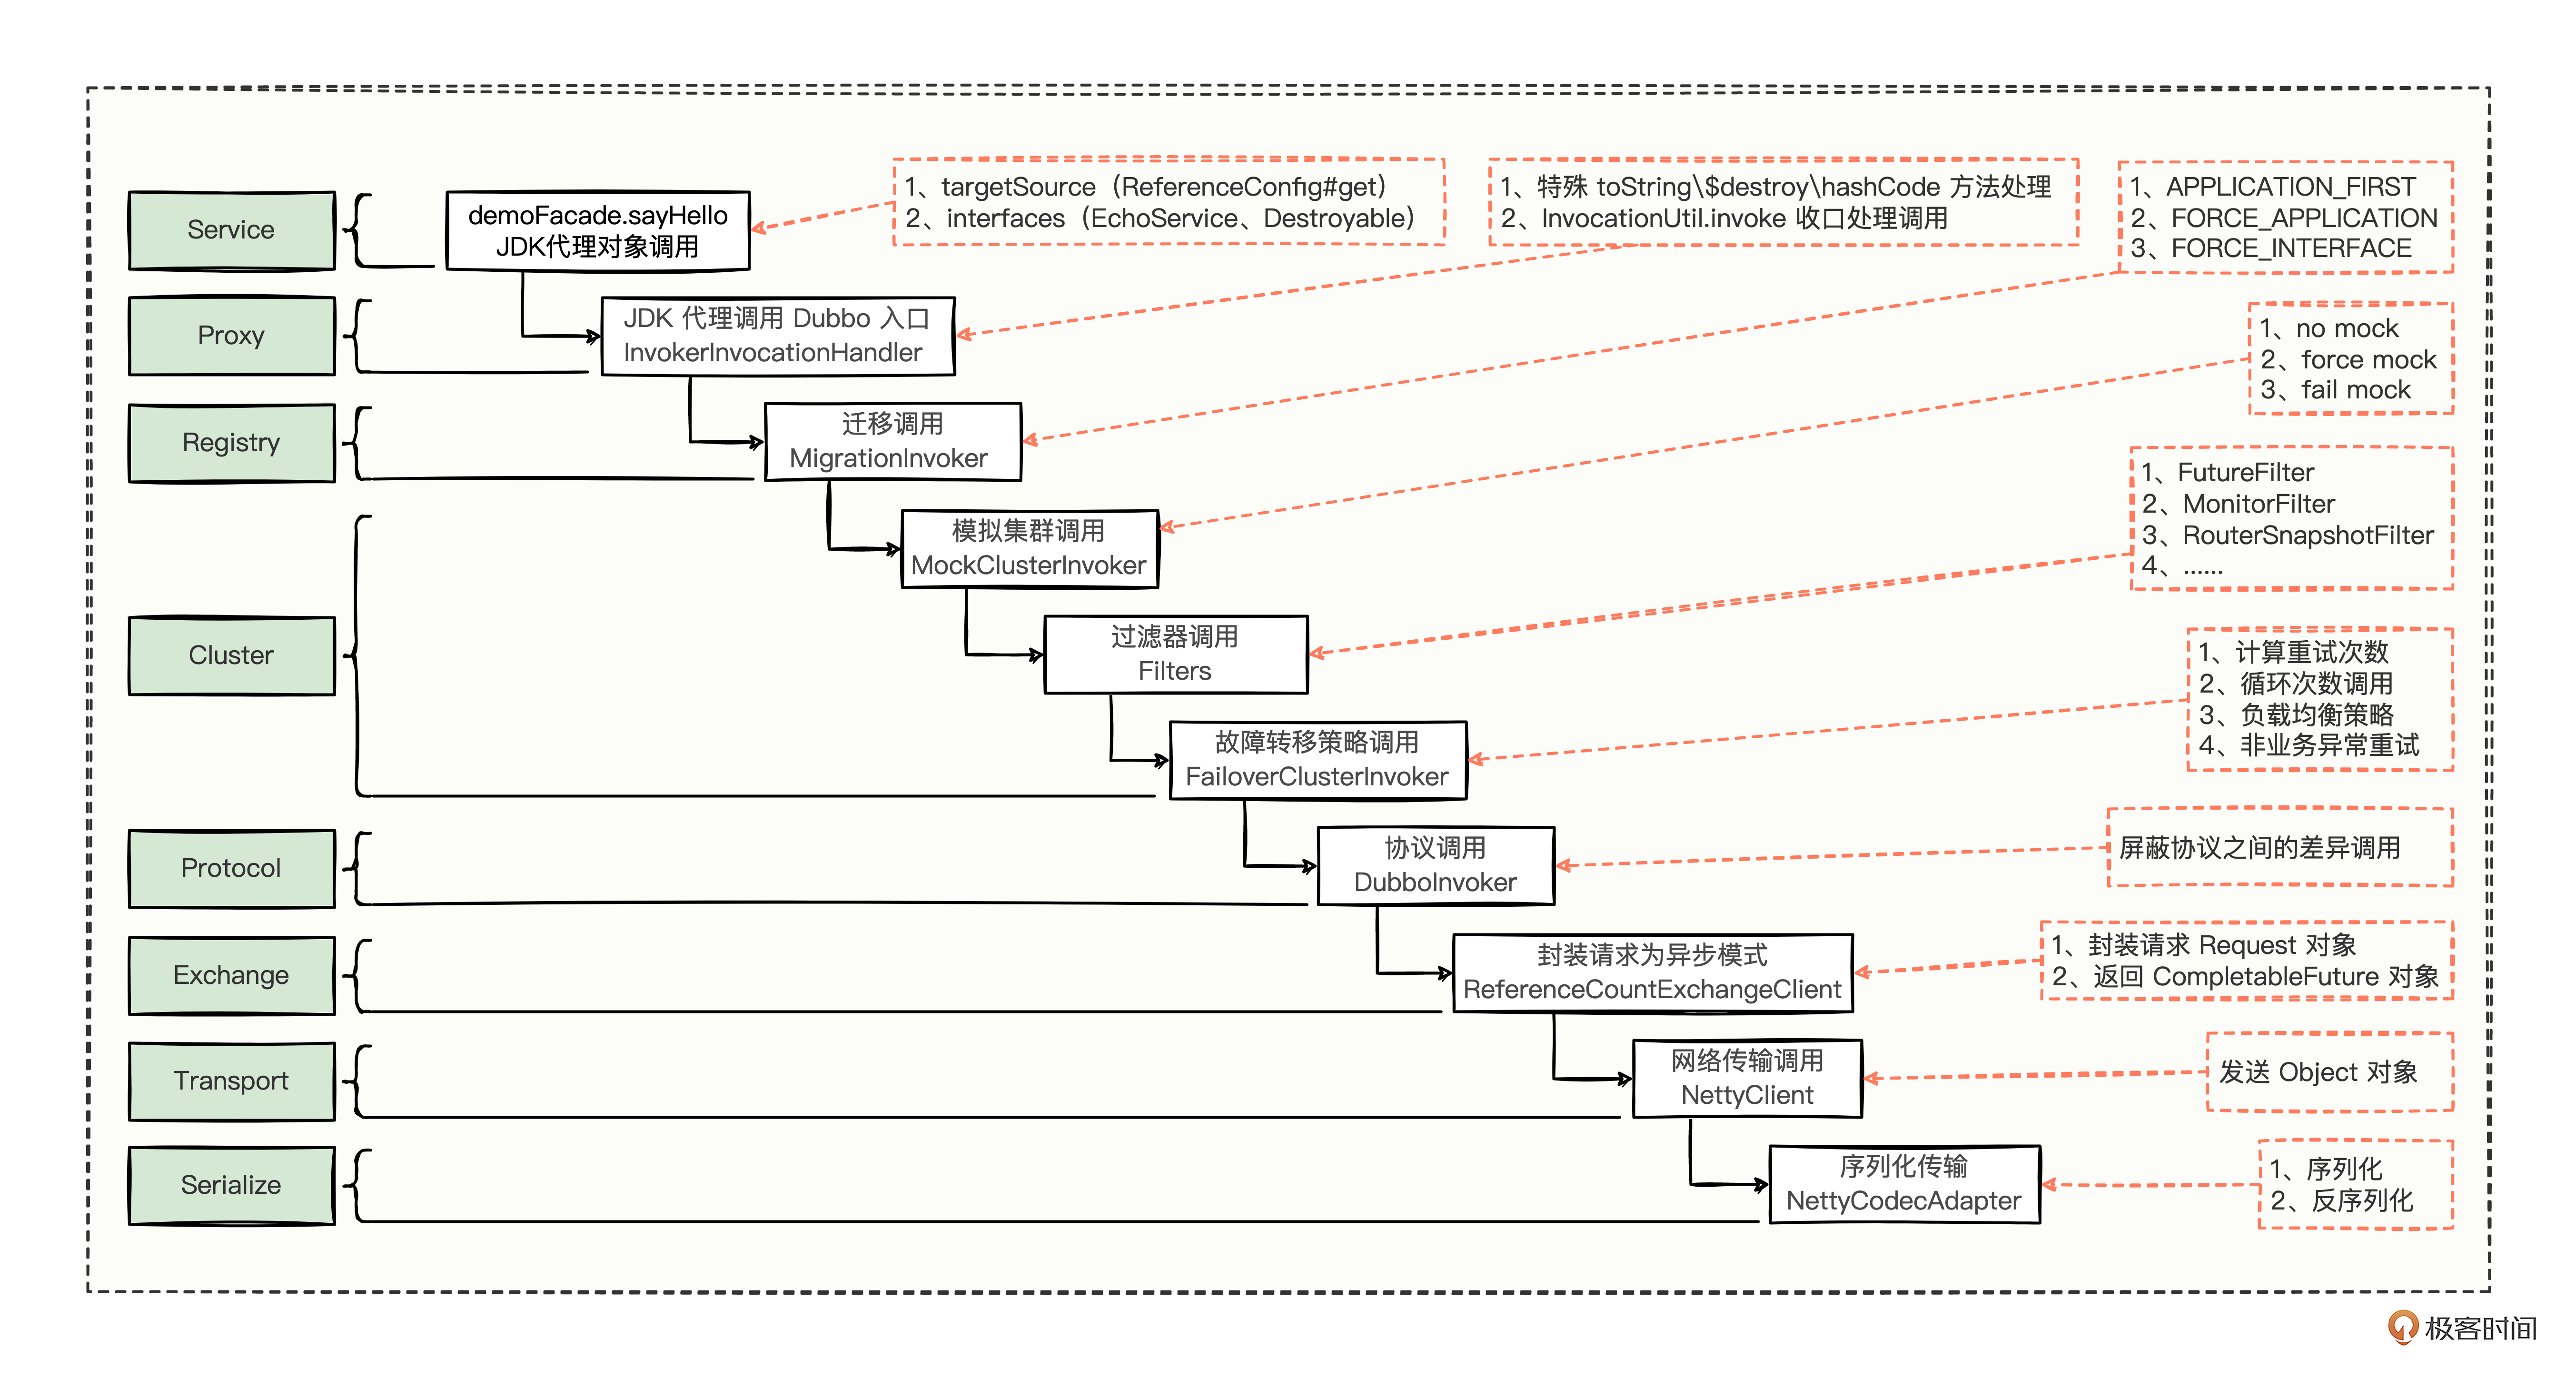 Service
demoFacade.sayHello
JDK代理对象调用
1、targetSource（ReferenceConfig#get）
2、interfaces（EchoService、Destroyable）
1、特殊 toString\$destroy\hashCode 方法处理
2、InvocationUtil.invoke 收口处理调用
1、APPLICATION_FIRST
2、FORCE_APPLICATION
3、FORCE_INTERFACE
Proxy
JDK 代理调用 Dubbo 入口
InvokerInvocationHandler
1、no mock
2、force mock
3、fail mock
Registry
迁移调用
MigrationInvoker
模拟集群调用
MockClusterInvoker
1、FutureFilter
2、MonitorFilter
3、RouterSnapshotFilter
4、......
Cluster
过滤器调用
Filters
1、计算重试次数
2、循环次数调用
3、负载均衡策略
4、非业务异常重试
故障转移策略调用
FailoverClusterInvoker
Protocol
协议调用
DubboInvoker
屏蔽协议之间的差异调用
Exchange
封装请求为异步模式
ReferenceCountExchangeClient
1、封装请求 Request 对象
2、返回 CompletableFuture 对象
Transport
网络传输调用
NettyClient
发送 Object 对象
Serialize
序列化传输
NettyCodecAdapter
1、序列化
2、反序列化
极客时间